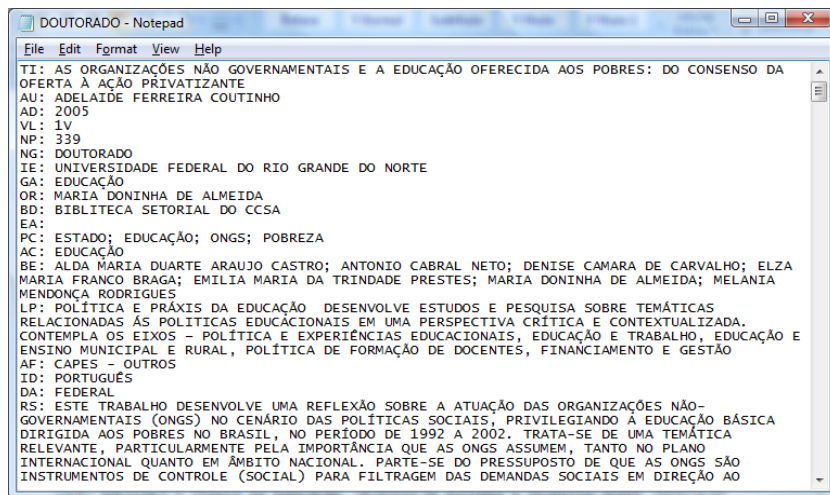 DOUTORADO - Notepad
File Edit Format View Help
TI: AS ORGANIZAÇÕES NÃO GOVERNAMENTAIS E A EDUCAÇÃO OFERECIDA AOS POBRES: DO CONSENSO DA
OFERTA À AÇÃO PRIVATIZANTE
AU: ADELAIDE FERREIRA COUTINHO
AD: 2005
VL: 1V
NP: 339
NG: DOUTORADO
IE: UNIVERSIDADE FEDERAL DO RIO GRANDE DO NORTE
GA: EDUCAÇÃO
OR: MARIA DONINHA DE ALMEIDA
BD: BIBLITECA SETORIAL DO CCSA
EA:
PC: ESTADO; EDUCAÇÃO; ONGS; POBREZA
AC: EDUCAÇÃO
BE: ALDA MARIA DUARTE ARAUJO CASTRO; ANTONIO CABRAL NETO; DENISE CAMARA DE CARVALHO; ELZA
MARIA FRANCO BRAGA; EMILIA MARIA DA TRINDADE PRESTES; MARIA DONINHA DE ALMEIDA; MELANIA
MENDONÇA RODRIGUES
LP: POLÍTICA E PRÁXIS DA EDUCAÇÃO  DESENVOLVE ESTUDOS E PESQUISA SOBRE TEMÁTICAS
RELACIONADAS ÁS POLITICAS EDUCACIONAIS EM UMA PERSPECTIVA CRÍTICA E CONTEXTUALIZADA.
CONTEMPLA OS EIXOS – POLÍTICA E EXPERIÊNCIAS EDUCACIONAIS, EDUCAÇÃO E TRABALHO, EDUCAÇÃO E
ENSINO MUNICIPAL E RURAL, POLÍTICA DE FORMAÇÃO DE DOCENTES, FINANCIAMENTO E GESTÃO
AF: CAPES - OUTROS
ID: PORTUGUÊS
DA: FEDERAL
RS: ESTE TRABALHO DESENVOLVE UMA REFLEXÃO SOBRE A ATUAÇÃO DAS ORGANIZAÇÕES NÃO-
GOVERNAMENTAIS (ONGS) NO CENÁRIO DAS POLÍTICAS SOCIAIS, PRIVILEGIANDO A EDUCAÇÃO BÁSICA
DIRIGIDA AOS POBRES NO BRASIL, NO PERÍODO DE 1992 A 2002. TRATA-SE DE UMA TEMÁTICA
RELEVANTE, PARTICULARMENTE PELA IMPORTÂNCIA QUE AS ONGS ASSUMEM, TANTO NO PLANO
INTERNACIONAL QUANTO EM ÂMBITO NACIONAL. PARTE-SE DO PRESSUPOSTO DE QUE AS ONGS SÃO
INSTRUMENTOS DE CONTROLE (SOCIAL) PARA FILTRAGEM DAS DEMANDAS SOCIAIS EM DIREÇÃO AO